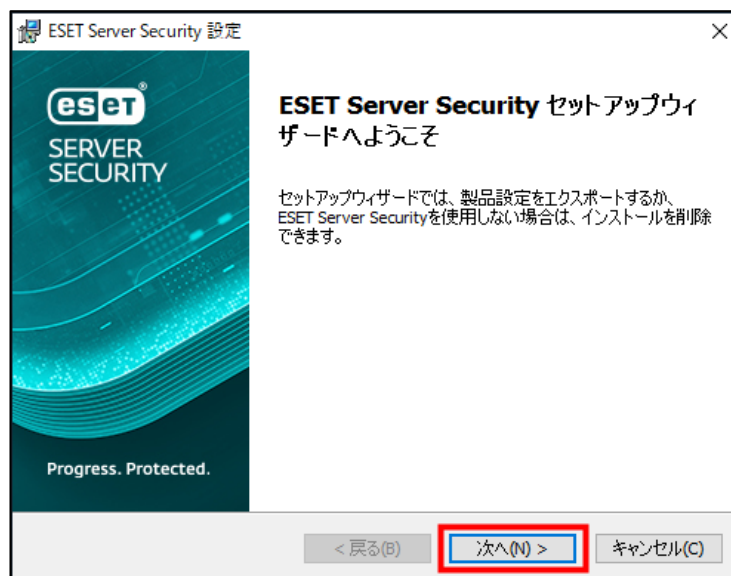 ESET Server Security 設定
eseT®
SERVER
SECURITY
ESET Server Security セットアップウィ
ザードへようこそ
セットアップウィザードでは、製品設定をエクスポートするか、
ESET Server Securityを使用しない場合は、インストールを削除
できます。
Progress. Protected.
< 戻る(B)
次へ(N) >
キャンセル(C)